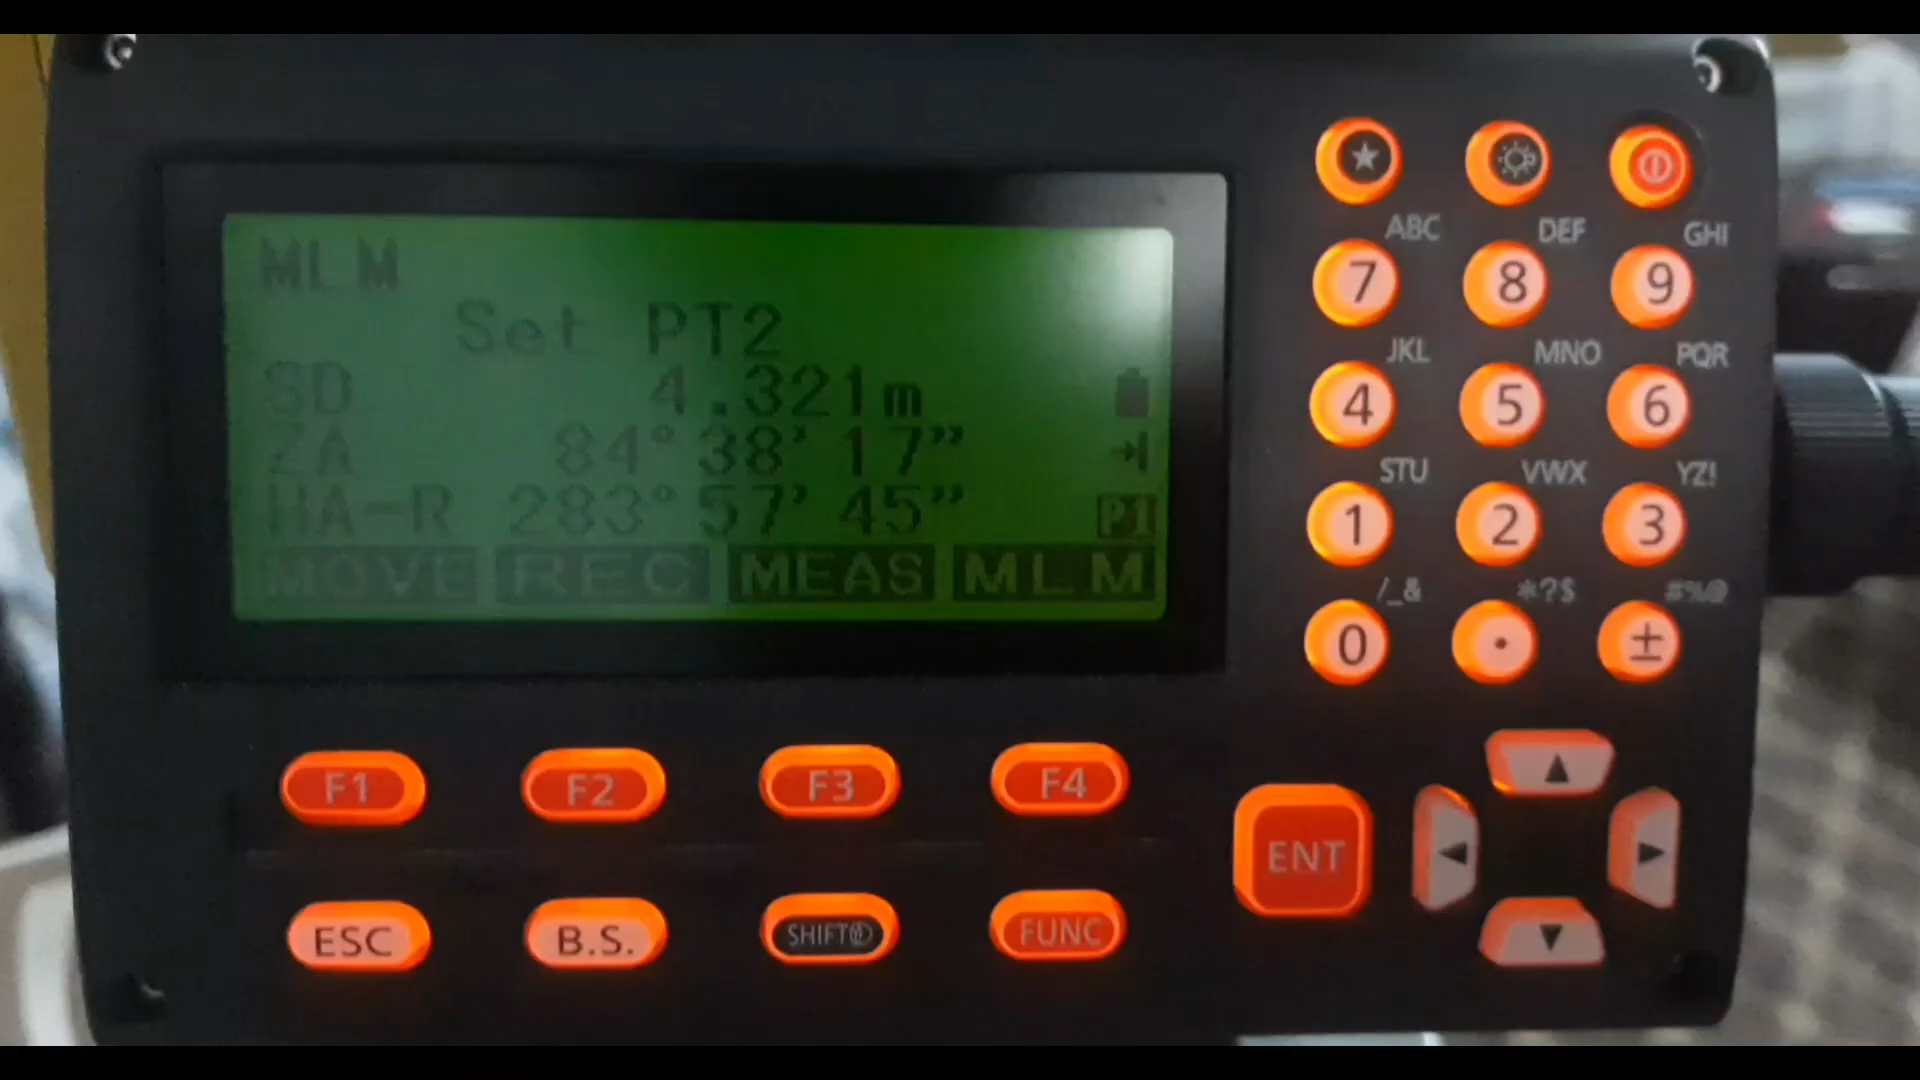 MLM
Set PT2
SD 4.321m
ZA 84° 38' 17"
HA-R 283° 57' 45" P1
MOVE REC MEAS MLM
ABC DEF GHI
7 8 9
JKL MNO PQR
4 5 6
STU VWX YZ!
1 2 3
/_& *?$ #%@
0 . ±
F1 F2 F3 F4
ENT
ESC B.S. SHIFT FUNC